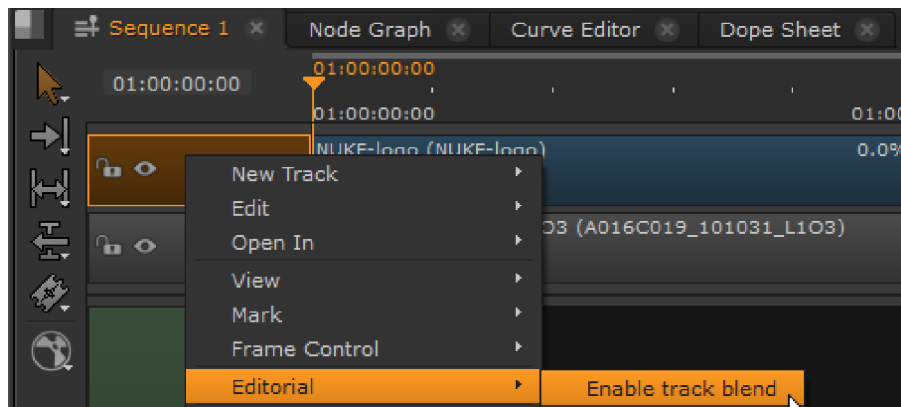 Sequence 1 Node Graph Curve Editor Dope Sheet
01:00:00:00 01:00:00:00
01:00:00:00 01:00
NUKE-logo (NUKE-logo) 0.0%
New Track
Edit
Open In
O3 (A016C019_101031_L1O3)
View
Mark
Frame Control
Editorial Enable track blend